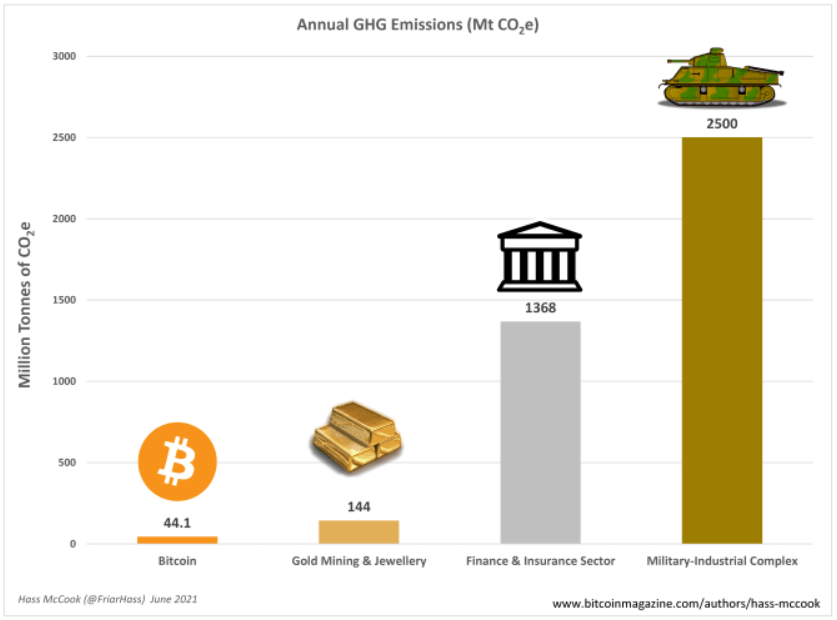 Annual GHG Emissions (Mt CO₂e)
3000
2500
2000
1500
1000
500
0
Million Tonnes of CO₂e
44.1
144
1368
2500
Bitcoin
Gold Mining & Jewellery
Finance & Insurance Sector
Military-Industrial Complex
Hass McCook (@FriarHass) June 2021
www.bitcoinmagazine.com/authors/hass-mccook